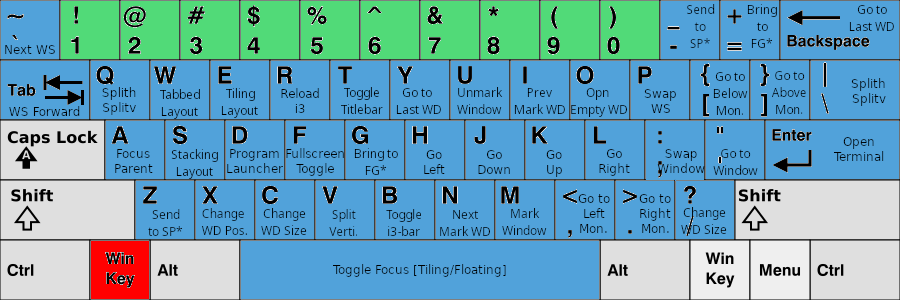 ~ ` Next WS
! 1
@ 2
# 3
$ 4
% 5
^ 6
& 7
* 8
( 9
) 0
_ - Send to SP*
+ = Bring to FG*
Backspace Go to Last WD
Tab WS Forward
Q Splith Splitv
W Tabbed Layout
E Tiling Layout
R Reload i3
T Toggle Titlebar
Y Go to Last WD
U Unmark Window
I Prev Mark WD
O Opn Empty WD
P Swap WS
{ [ Go to Below Mon.
} ] Go to Above Mon.
| \ Splith Splitv
Caps Lock A
A Focus Parent
S Stacking Layout
D Program Launcher
F Fullscreen Toggle
G Bring to FG*
H Go Left
J Go Down
K Go Up
L Go Right
: ; Swap Window
" ' Go to Window
Enter Open Terminal
Shift
Z Send to SP*
X Change WD Pos.
C Change WD Size
V Split Verti.
B Toggle i3-bar
N Next Mark WD
M Mark Window
< , Go to Left Mon.
> . Go to Right Mon.
? / Change WD Size
Shift
Ctrl
Win Key
Alt
Toggle Focus [Tiling/Floating]
Alt
Win Key
Menu
Ctrl